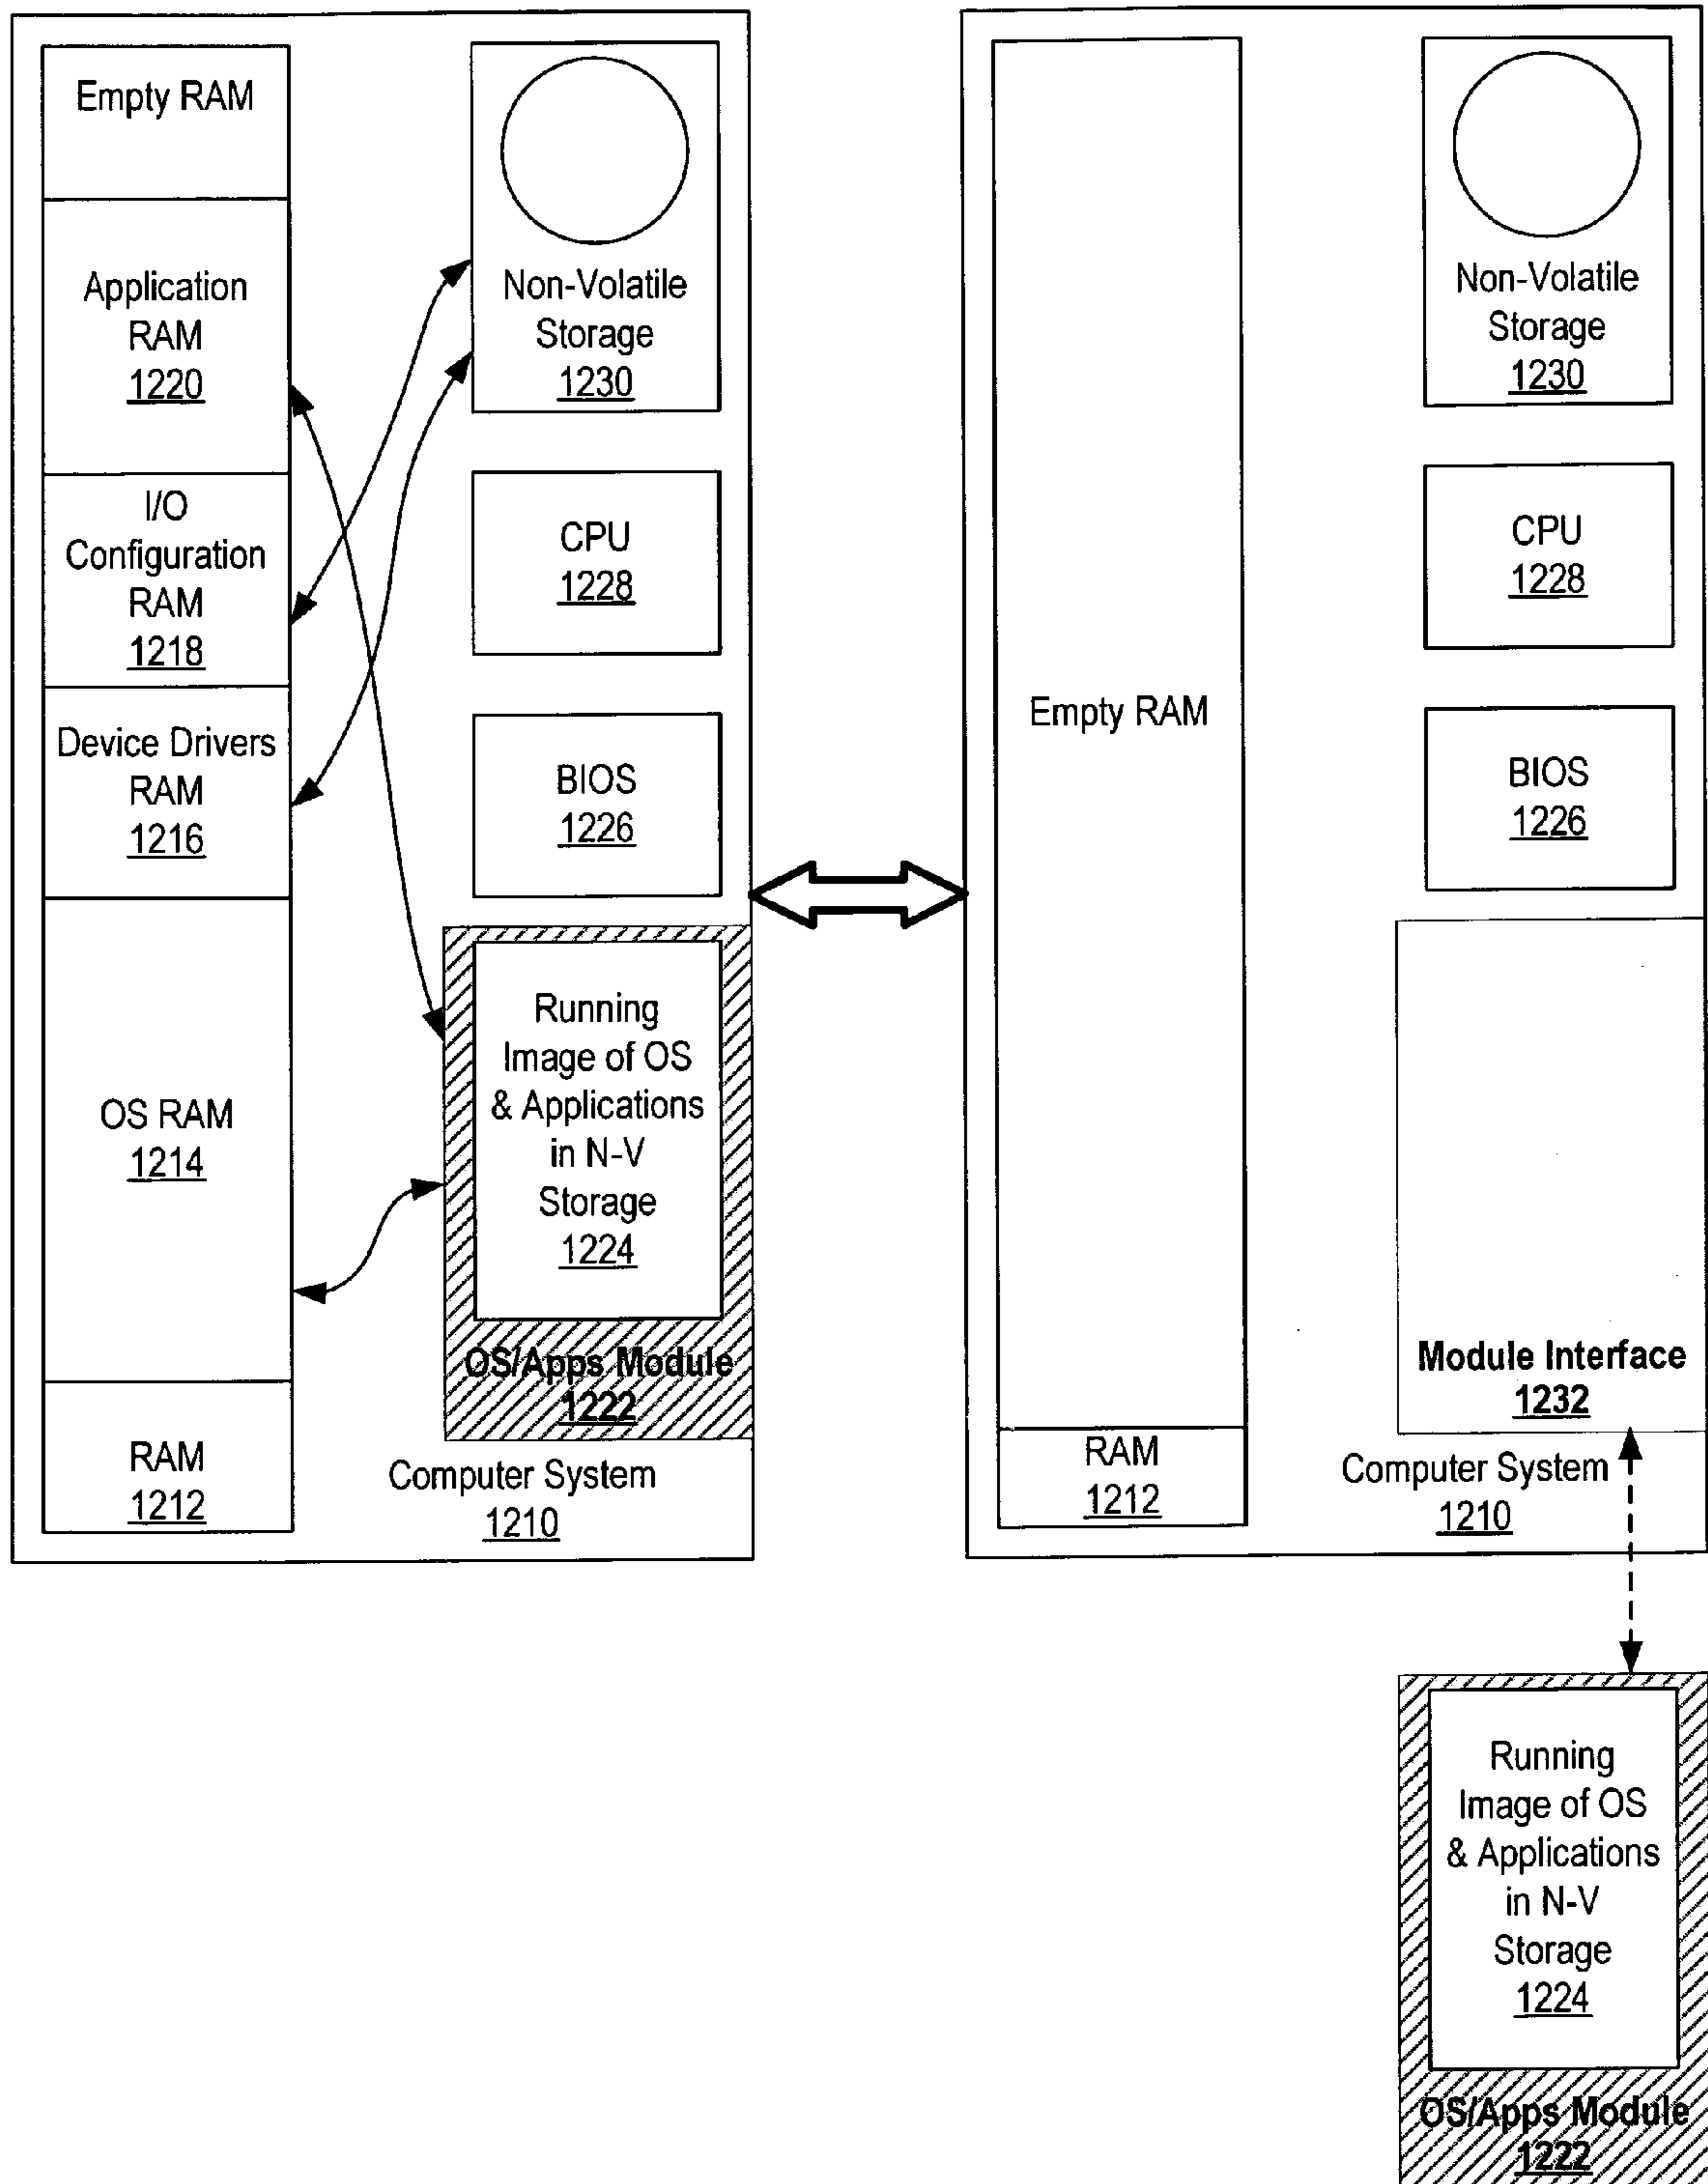 Empty RAM
Application
RAM
1220
I/O
Configuration
RAM
1218
Device Drivers
RAM
1216
OS RAM
1214
RAM
1212
Non-Volatile
Storage
1230
CPU
1228
BIOS
1226
Running
Image of OS
& Applications
in N-V
Storage
1224
OS/Apps Module
1222
Computer System
1210
Empty RAM
RAM
1212
Non-Volatile
Storage
1230
CPU
1228
BIOS
1226
Module Interface
1232
Computer System
1210
Running
Image of OS
& Applications
in N-V
Storage
1224
OS/Apps Module
1222